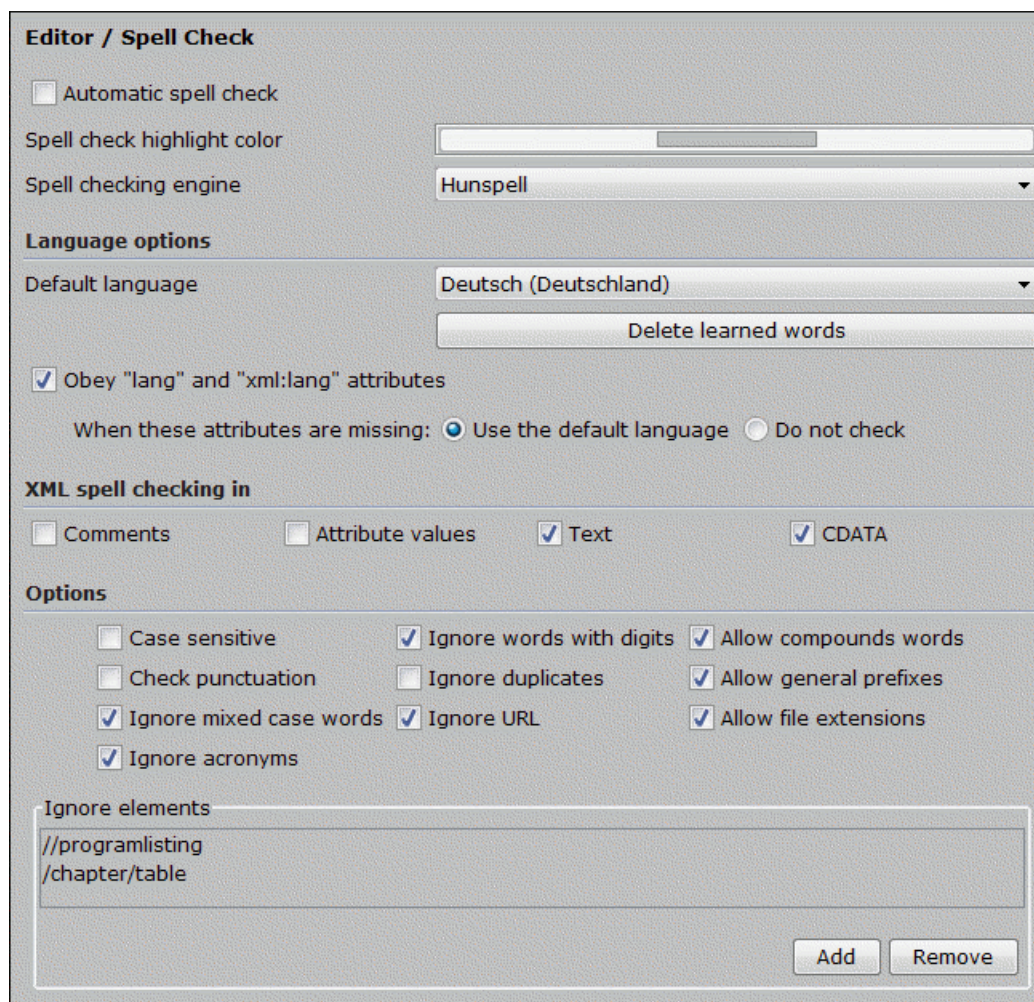 Editor / Spell Check
Automatic spell check
Spell check highlight color
Spell checking engine Hunspell
Language options
Default language Deutsch (Deutschland)
Delete learned words
Obey "lang" and "xml:lang" attributes
When these attributes are missing: Use the default language Do not check
XML spell checking in
Comments Attribute values Text CDATA
Options
Case sensitive Ignore words with digits Allow compounds words
Check punctuation Ignore duplicates Allow general prefixes
Ignore mixed case words Ignore URL Allow file extensions
Ignore acronyms
Ignore elements
//programlisting
/chapter/table
Add Remove